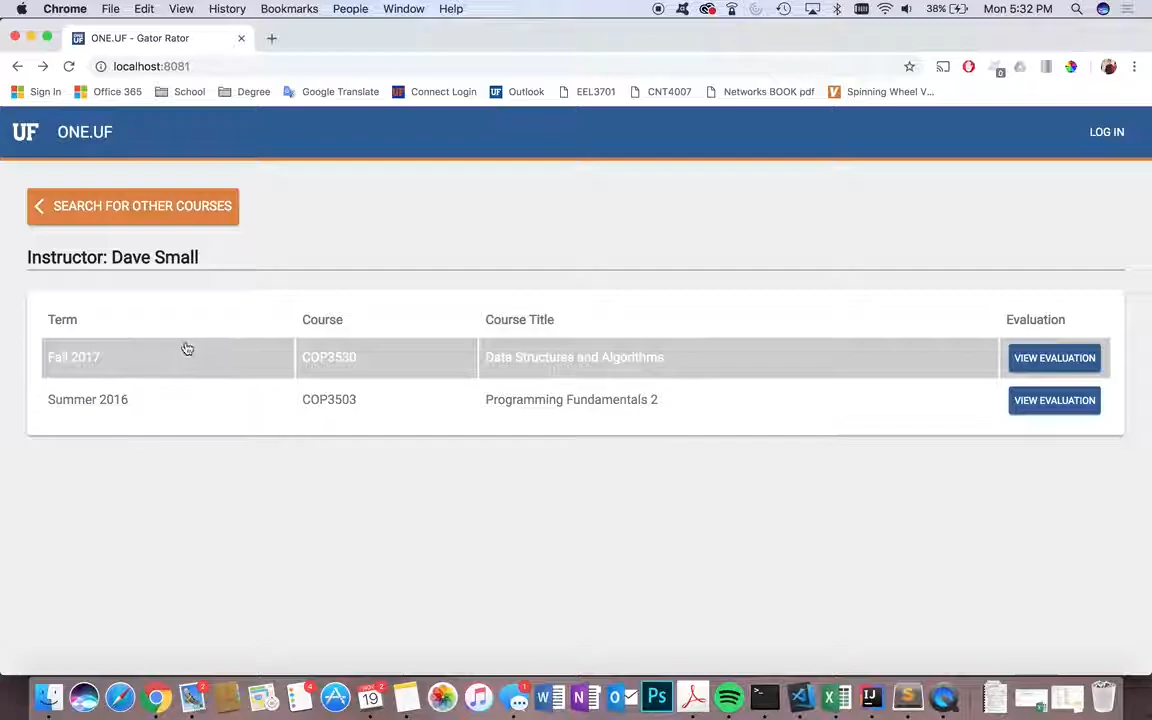 Chrome File Edit View History Bookmarks People Window Help 38% Mon 5:32 PM
ONE.UF - Gator Rator
localhost:8081
Sign In Office 365 School Degree Google Translate Connect Login Outlook EEL3701 CNT4007 Networks BOOK pdf Spinning Wheel V...
UF ONE.UF LOG IN
SEARCH FOR OTHER COURSES
Instructor: Dave Small
Term Course Course Title Evaluation
Fall 2017 COP3530 Data Structures and Algorithms VIEW EVALUATION
Summer 2016 COP3503 Programming Fundamentals 2 VIEW EVALUATION